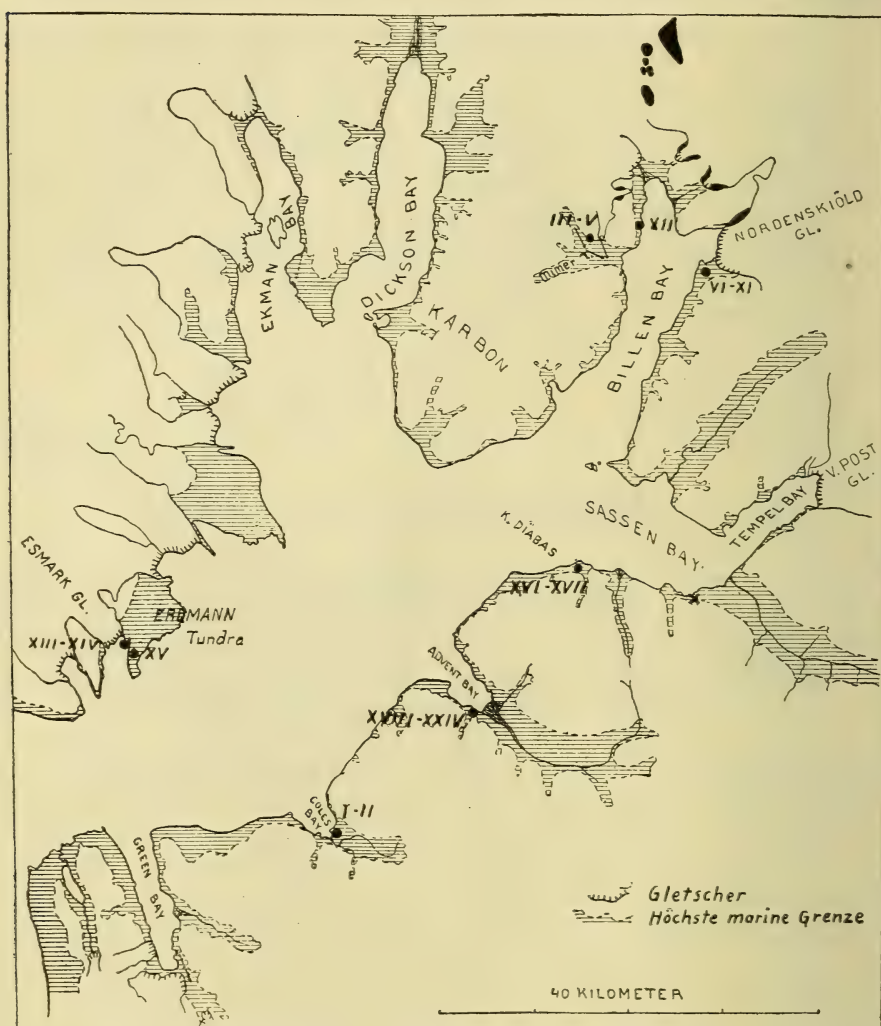 NORDENSKIÖLD
GL.
III-V
XII
VI-XI
Mimer
EKMAN BAY
DICKSON BAY
KARBON
BILLEN BAY
V. POST
GL.
TEMPEL BAY
SASSEN BAY.
K. DIÄBAS
XVI-XVII
ESMARK GL.
ERDMANN
Tundra
XIII-XIV
XV
ADVENT BAY
XVIII-XXIV
COLES
BAY
I-II
GREEN BAY
Gletscher
Höchste marine Grenze
40 KILOMETER